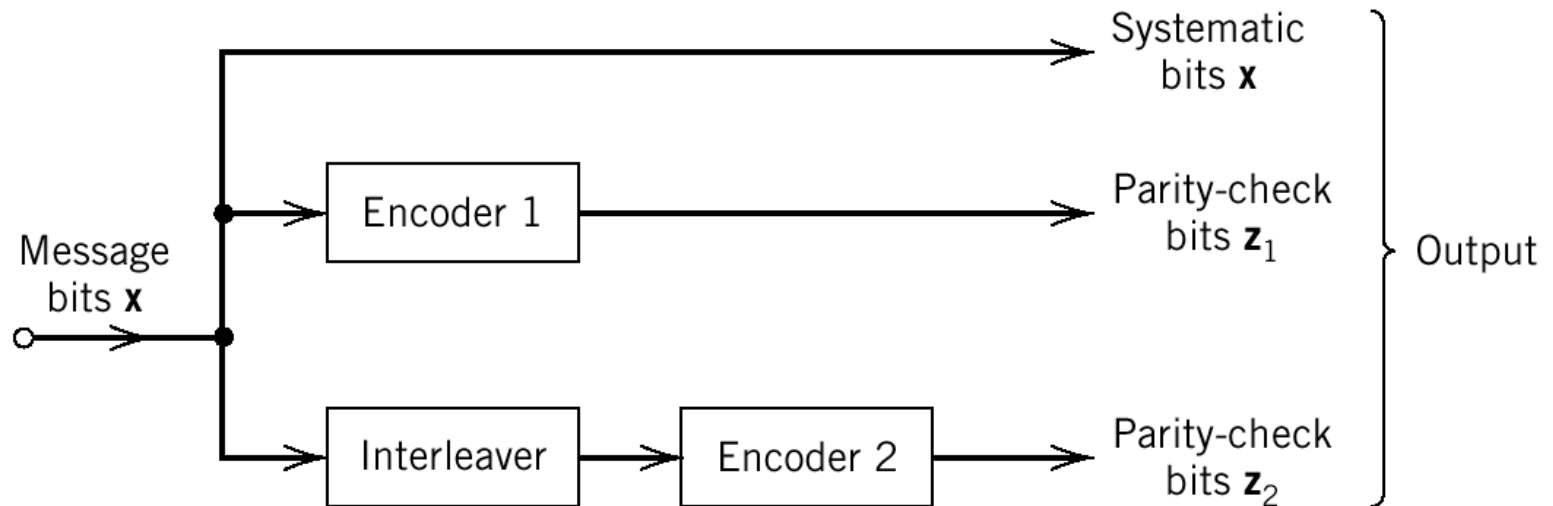 Systematic
bits x
Encoder 1
Parity-check
bits z₁
Message
bits x
Output
Interleaver
Encoder 2
Parity-check
bits z₂